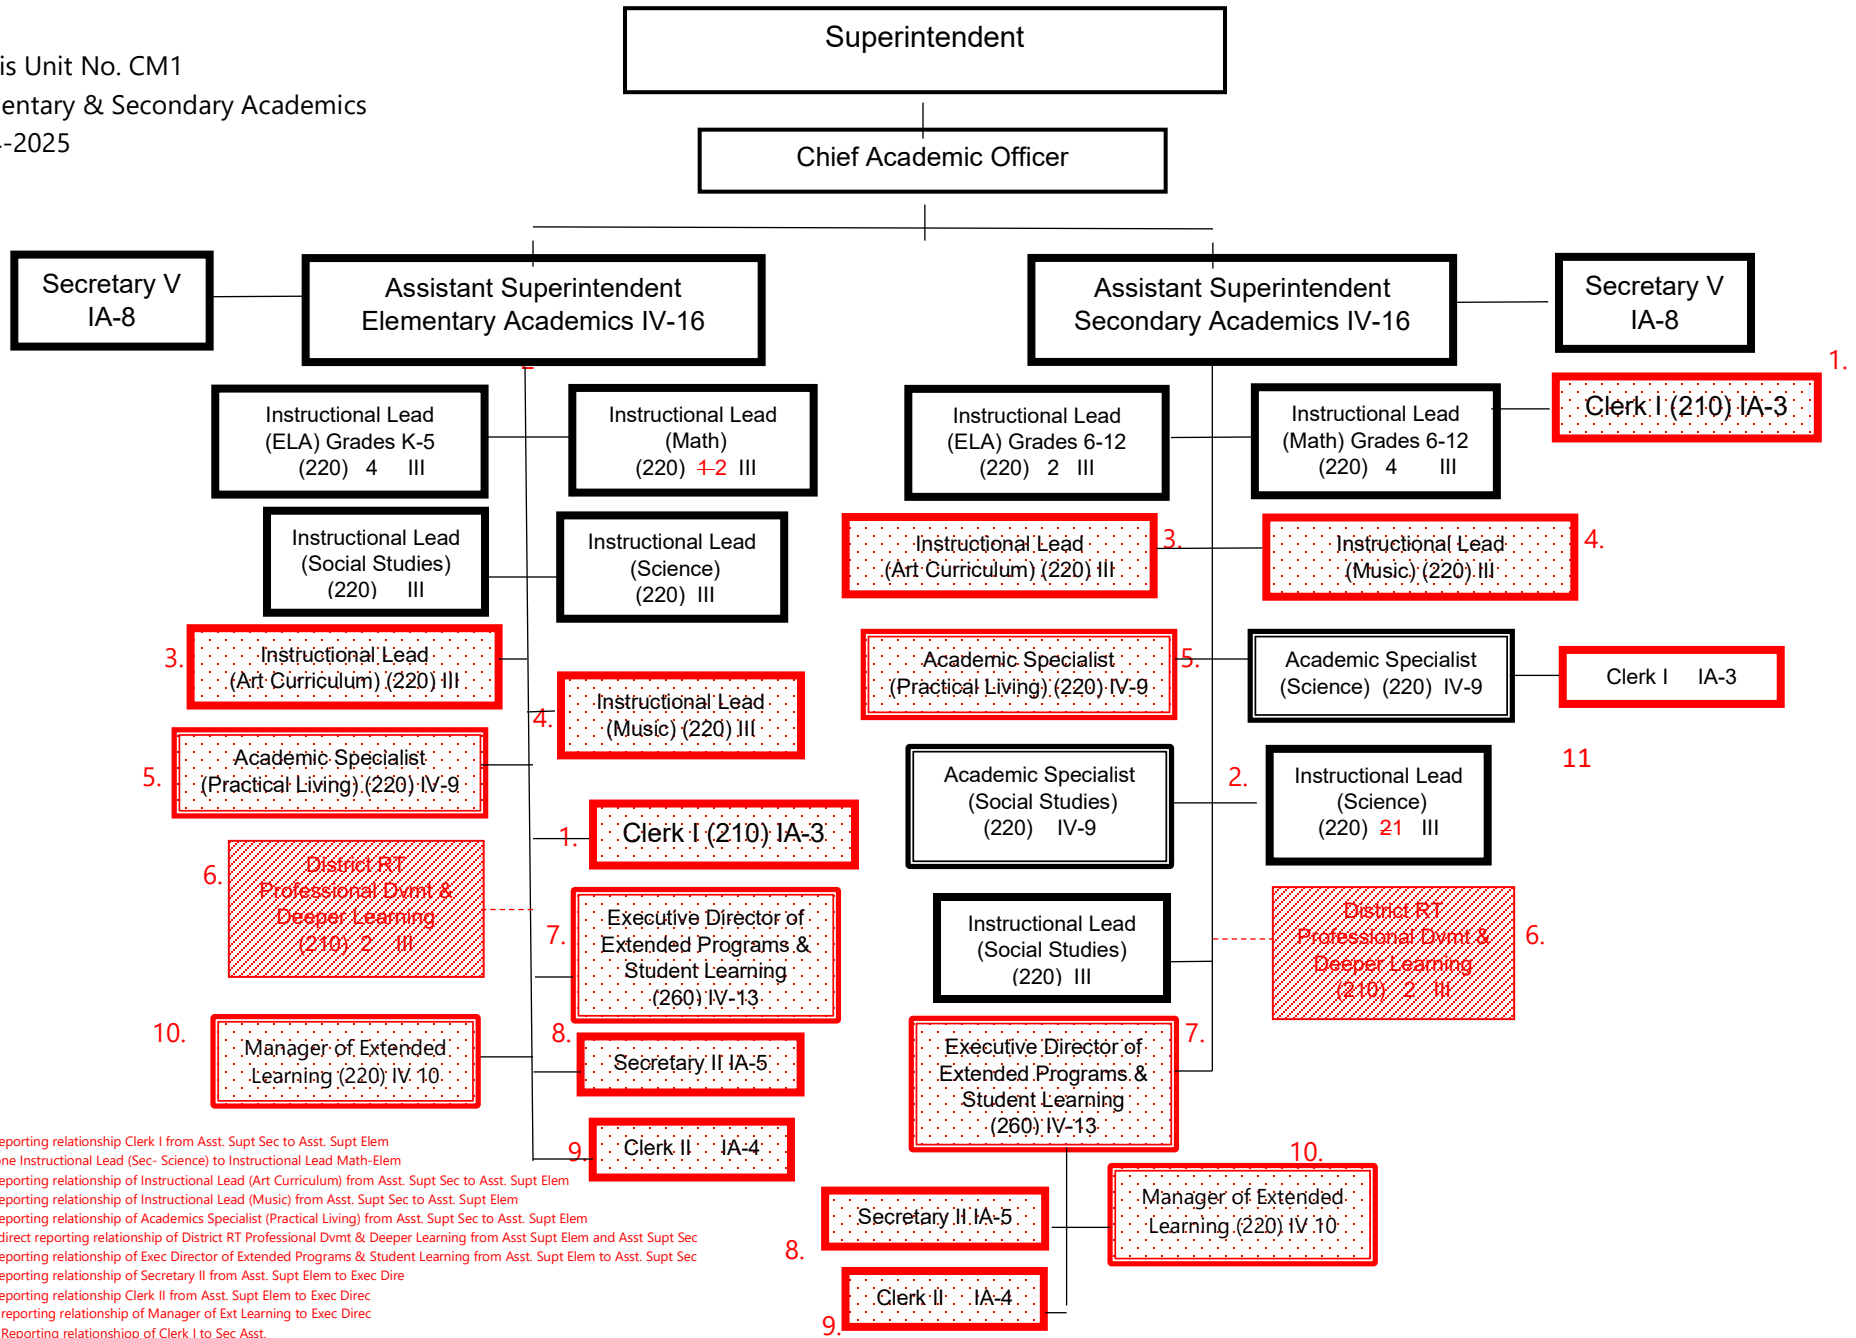 Superintendent
is Unit No. CM1
entary & Secondary Academics
-2025
Chief Academic Officer
Secretary V
IA-8
Assistant Superintendent
Elementary Academics IV-16
Assistant Superintendent
Secondary Academics IV-16
Secretary V
IA-8
1.
Instructional Lead
(ELA) Grades K-5
(220) 4 III
Instructional Lead
(Math)
(220) 1 2 III
Instructional Lead
(ELA) Grades 6-12
(220) 2 III
Instructional Lead
(Math) Grades 6-12
(220) 4 III
Clerk I (210) IA-3
Instructional Lead
(Social Studies)
(220) III
Instructional Lead
(Science)
(220) III
Instructional Lead
(Art Curriculum) (220) III
3.
Instructional Lead
(Music) (220) III
4.
3.
Instructional Lead
(Art Curriculum) (220) III
4.
Instructional Lead
(Music) (220) III
Academic Specialist
(Practical Living) (220) IV-9
5.
Academic Specialist
(Science) (220) IV-9
Clerk I IA-3
11
5.
Academic Specialist
(Practical Living) (220) IV-9
Academic Specialist
(Social Studies)
(220) IV-9
2.
Instructional Lead
(Science)
(220) 21 III
1.
Clerk I (210) IA-3
6.
District RT
Professional Dvmt &
Deeper Learning
(210) 2 III
7.
Executive Director of
Extended Programs &
Student Learning
(260) IV-13
Instructional Lead
(Social Studies)
(220) III
District RT
Professional Dvmt &
Deeper Learning
(210) 2 III
6.
10.
Manager of Extended
Learning (220) IV 10
8.
Secretary II IA-5
Executive Director of
Extended Programs &
Student Learning
(260) IV-13
7.
9.
Clerk II IA-4
10.
Manager of Extended
Learning (220) IV 10
Secretary II IA-5
8.
Clerk II IA-4
9.
eporting relationship Clerk I from Asst. Supt Sec to Asst. Supt Elem
ne Instructional Lead (Sec- Science) to Instructional Lead Math-Elem
eporting relationship of Instructional Lead (Art Curriculum) from Asst. Supt Sec to Asst. Supt Elem
eporting relationship of Instructional Lead (Music) from Asst. Supt Sec to Asst. Supt Elem
eporting relationship of Academics Specialist (Practical Living) from Asst. Supt Sec to Asst. Supt Elem
direct reporting relationship of District RT Professional Dvmt & Deeper Learning from Asst Supt Elem and Asst Supt Sec
eporting relationship of Exec Director of Extended Programs & Student Learning from Asst. Supt Elem to Asst. Supt Sec
eporting relationship of Secretary II from Asst. Supt Elem to Exec Dire
eporting relationship Clerk II from Asst. Supt Elem to Exec Direc
reporting relationship of Manager of Ext Learning to Exec Direc
Reporting relationshiop of Clerk I to Sec Asst.